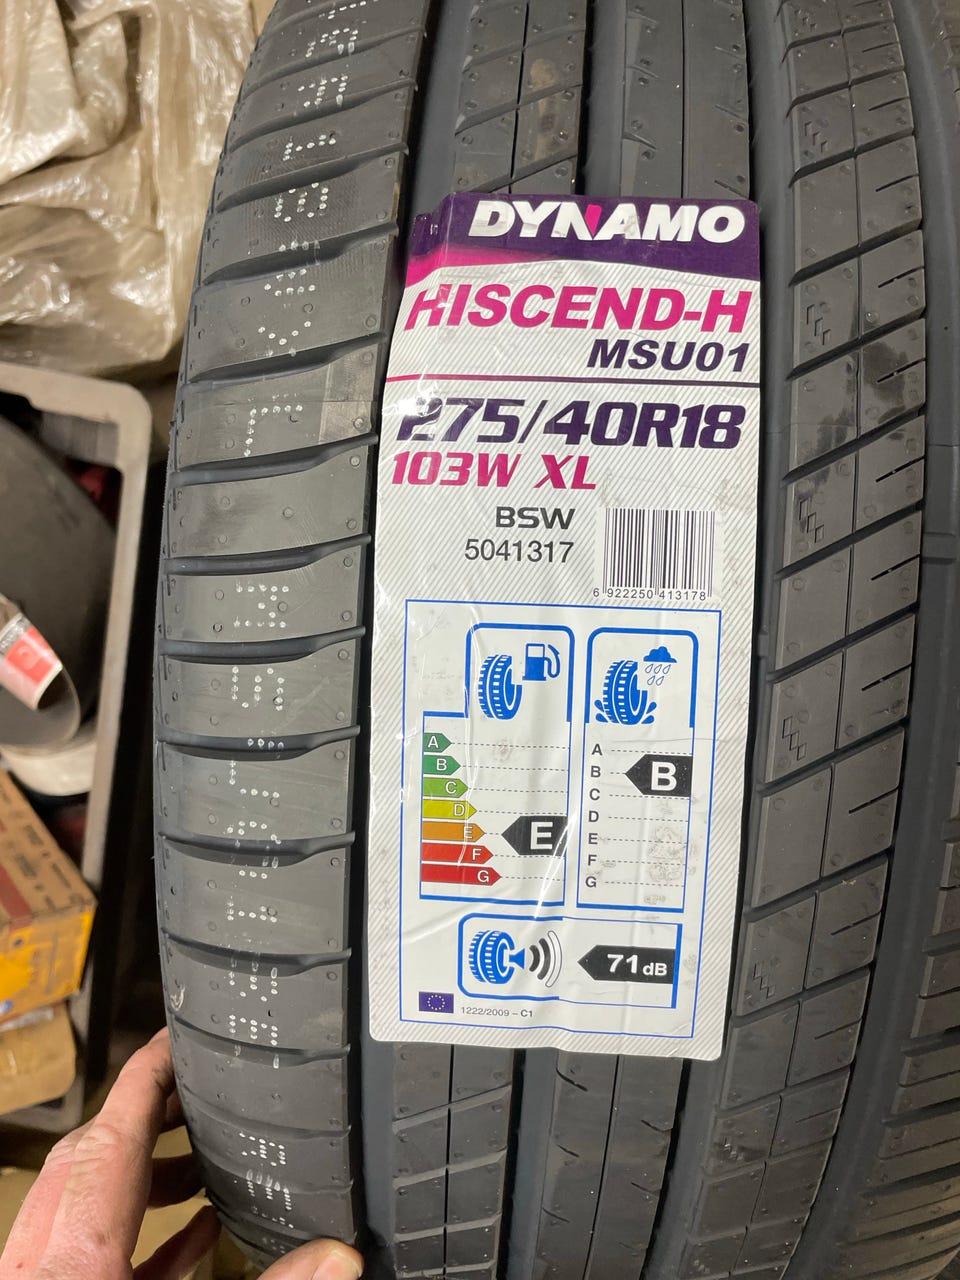 DYNAMO
HISCEND-H
MSU01
275/40R18
103W XL
BSW
5041317
6 922250 413178
A
B
C
D
E
F
G
E
A
B
C
D
E
F
G
B
71dB
1222/2009 - C1